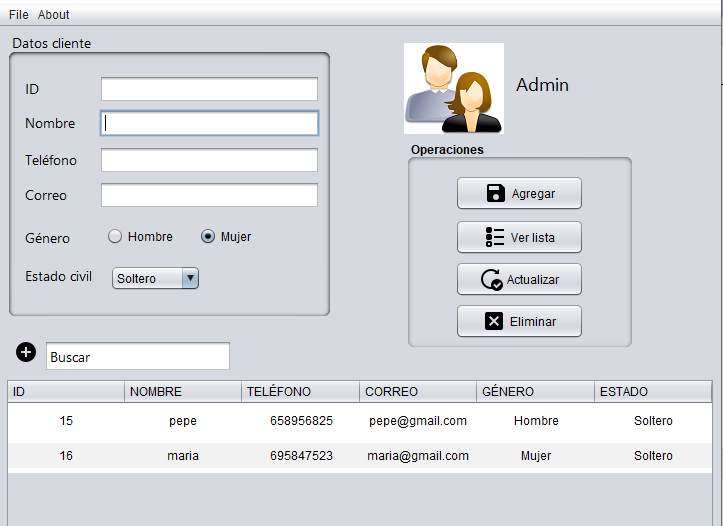 File About
Datos cliente
ID
Nombre
Teléfono
Correo
Género Hombre Mujer
Estado civil Soltero
Admin
Operaciones
Agregar
Ver lista
Actualizar
Eliminar
Buscar
ID NOMBRE TELÉFONO CORREO GÉNERO ESTADO
15 pepe 658956825 pepe@gmail.com Hombre Soltero
16 maria 695847523 maria@gmail.com Mujer Soltero